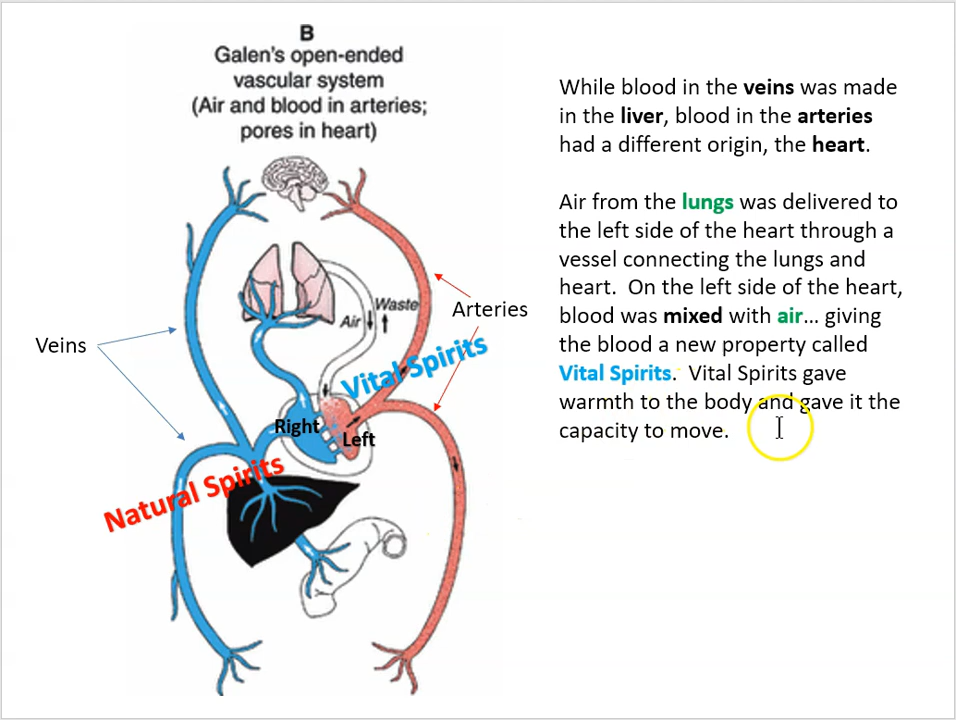 B
Galen's open-ended
vascular system
(Air and blood in arteries;
pores in heart)
Waste
Air
Arteries
Veins
Vital Spirits
Right
Left
Natural Spirits
While blood in the veins was made
in the liver, blood in the arteries
had a different origin, the heart.
Air from the lungs was delivered to
the left side of the heart through a
vessel connecting the lungs and
heart.  On the left side of the heart,
blood was mixed with air... giving
the blood a new property called
Vital Spirits.  Vital Spirits gave
warmth to the body and gave it the
capacity to move.